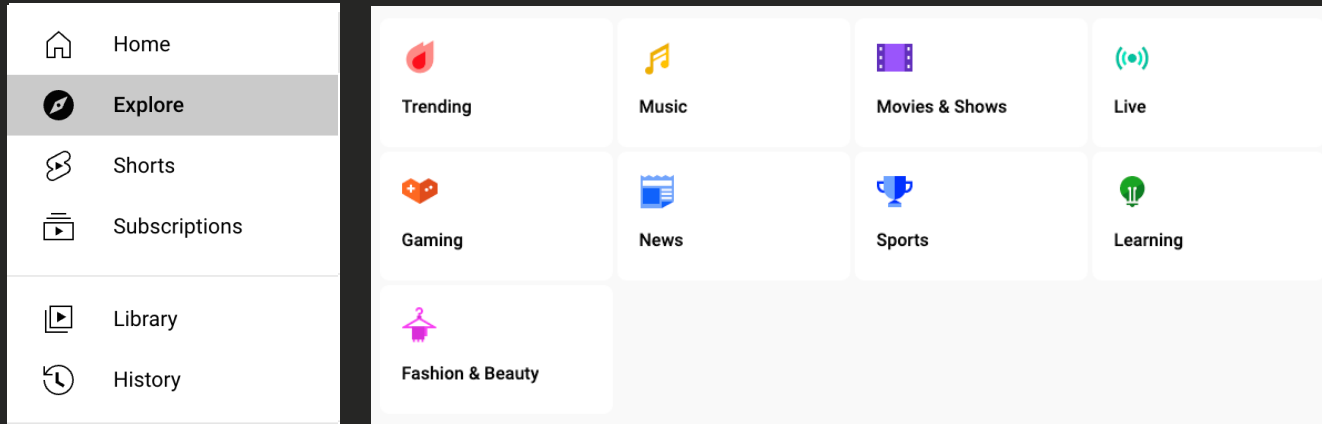 Home
Explore
Shorts
Subscriptions
Library
History
Trending
Music
Movies & Shows
Live
Gaming
News
Sports
Learning
Fashion & Beauty